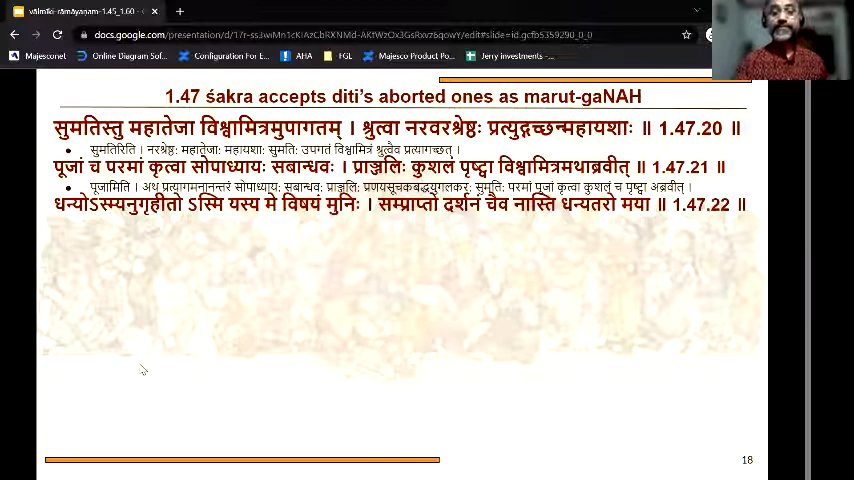 vālmīki-rāmāyaṇam-1.45_1.60 -
docs.google.com/presentation/d/17r-ss3wiMn1cKIAzCbRXNMd-AKtWzOx3GsRxvz6qowY/edit#slide=id.gcfb5359290_0_0
Majesconet Online Diagram Sof... Configuration For E... AHA FGL Majesco Product Po... Jerry investments -...
1.47 śakra accepts diti's aborted ones as marut-gaNAH
सुमतिस्तु महातेजा विश्वामित्रमुपागतम् । श्रुत्वा नरवरश्रेष्ठः प्रत्युद्गच्छन्महायशाः ॥ 1.47.20 ॥
● सुमतिरिति । नरश्रेष्ठः महातेजाः महायशाः सुमतिः उपगतं विश्वामित्रं श्रुत्वैव प्रत्यागच्छत् ।
पूजां च परमां कृत्वा सोपाध्यायः सबान्धवः । प्राञ्जलिः कुशलं पृष्ट्वा विश्वामित्रमथाब्रवीत् ॥ 1.47.21 ॥
● पूजामिति । अथ प्रत्यागमनानन्तरं सोपाध्यायः सबान्धवः प्राञ्जलिः प्रणयसूचकबद्धयुगलकरः सुमतिः परमां पूजां कृत्वा कुशलं च पृष्ट्वा अब्रवीत् ।
धन्योऽस्म्यनुगृहीतो ऽस्मि यस्य मे विषयं मुनिः । सम्प्राप्तो दर्शनं चैव नास्ति धन्यतरो मया ॥ 1.47.22 ॥
18